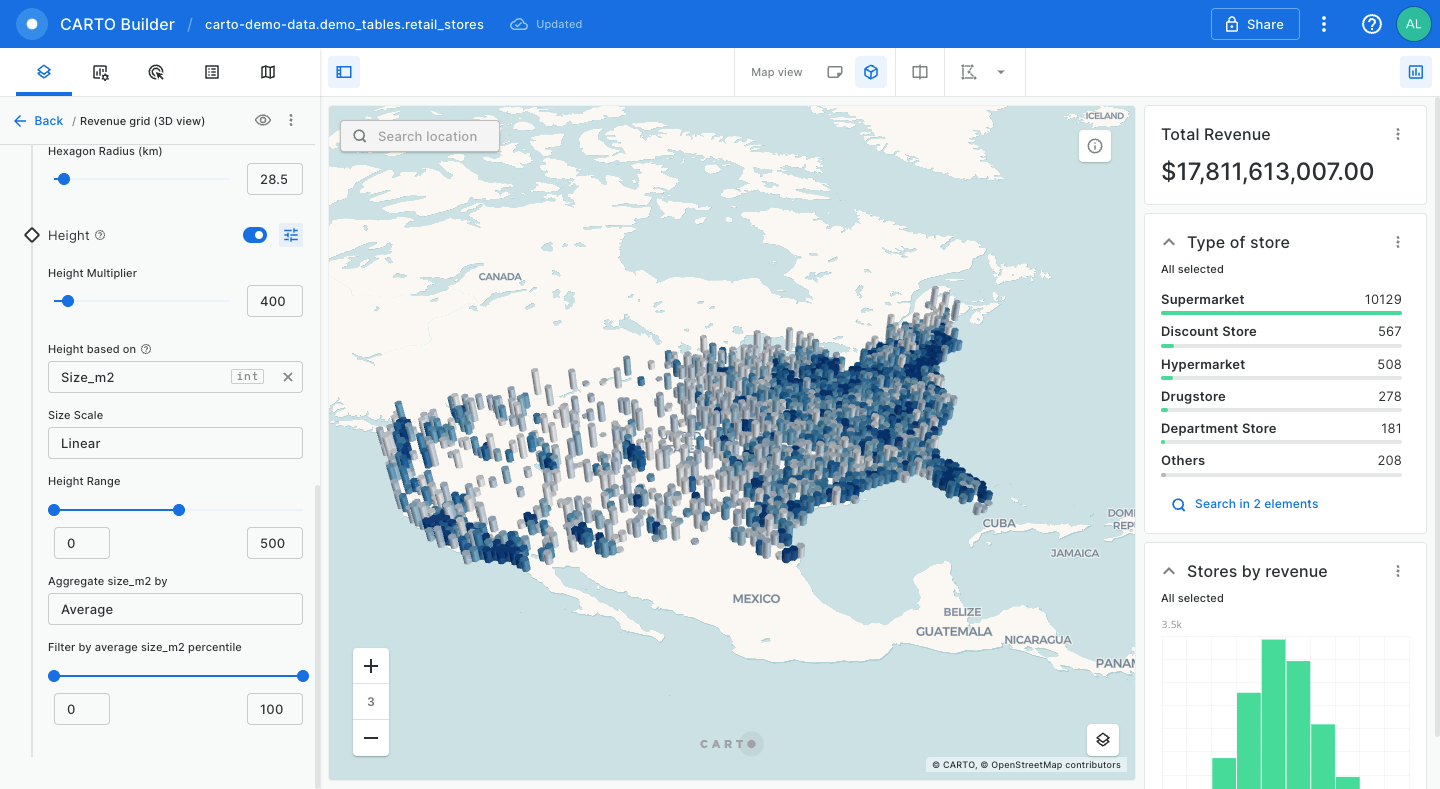 CARTO Builder / carto-demo-data.demo_tables.retail_stores Updated Share AL
Map view
Back / Revenue grid (3D view)
Hexagon Radius (km)
28.5
Height
Height Multiplier
400
Height based on
Size_m2 int
Size Scale
Linear
Height Range
0 500
Aggregate size_m2 by
Average
Filter by average size_m2 percentile
0 100
Search location
ICELAND
CANADA
CUBA
DOMI
REPU
JAMAICA
MEXICO
BELIZE
GUATEMALA
NICARAGUA
PANAM
3
CARTO
© CARTO, © OpenStreetMap contributors
Total Revenue
$17,811,613,007.00
Type of store
All selected
Supermarket 10129
Discount Store 567
Hypermarket 508
Drugstore 278
Department Store 181
Others 208
Search in 2 elements
Stores by revenue
All selected
3.5k